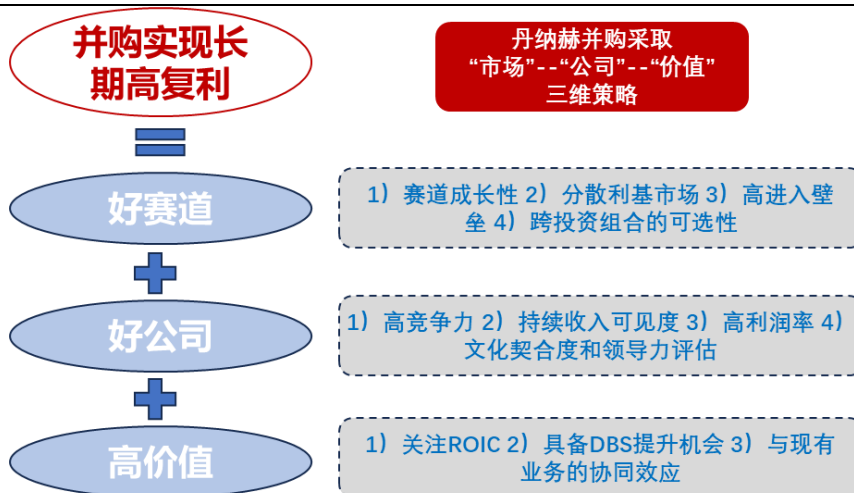 并购实现长
期高复利
丹纳赫并购采取
“市场”--“公司”--“价值”
三维策略
好赛道
1）赛道成长性 2）分散利基市场 3）高进入壁
垒 4）跨投资组合的可选性
好公司
1）高竞争力 2）持续收入可见度 3）高利润率 4）
文化契合度和领导力评估
高价值
1）关注ROIC 2）具备DBS提升机会 3）与现有
业务的协同效应